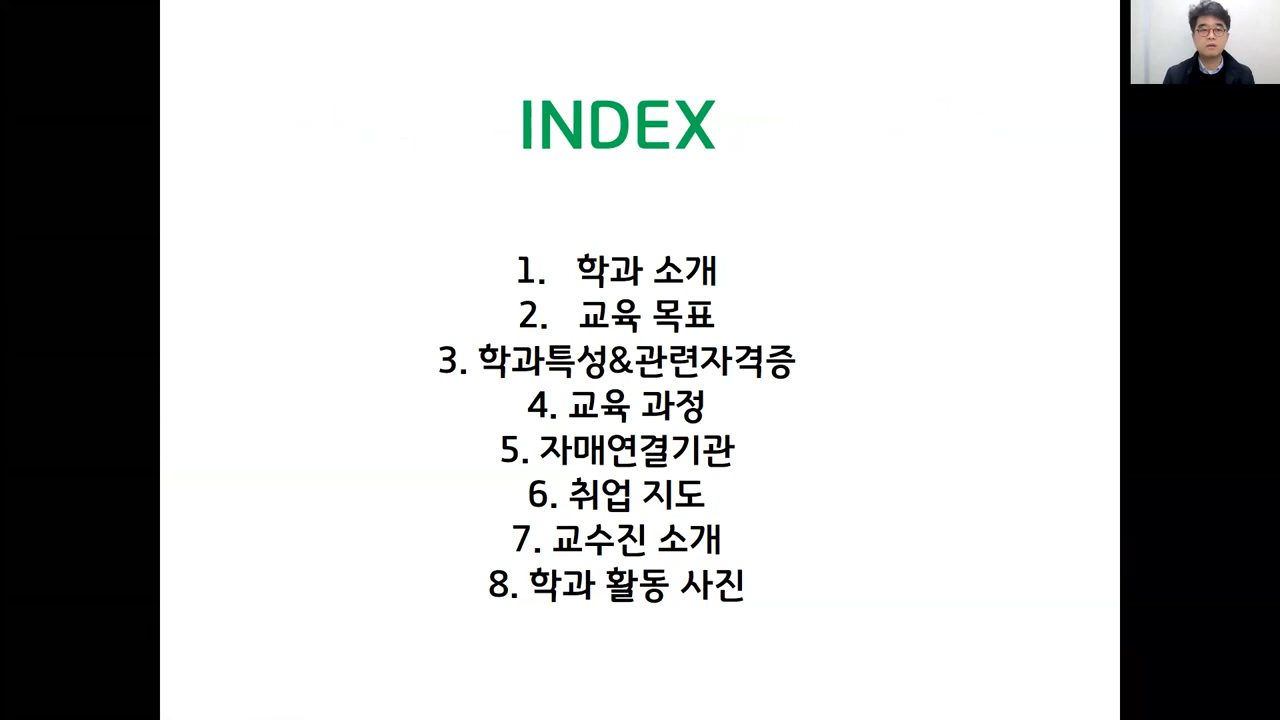 INDEX
1. 학과 소개
2. 교육 목표
3. 학과특성&관련자격증
4. 교육 과정
5. 자매연결기관
6. 취업 지도
7. 교수진 소개
8. 학과 활동 사진